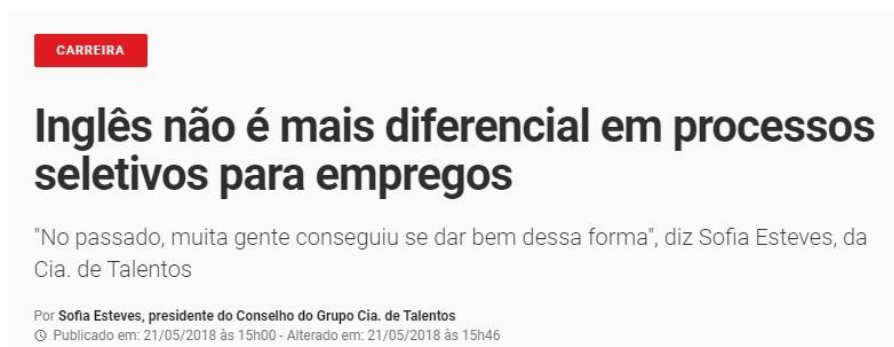 CARREIRA
Inglês não é mais diferencial em processos
seletivos para empregos
"No passado, muita gente conseguiu se dar bem dessa forma", diz Sofia Esteves, da
Cia. de Talentos
Por Sofia Esteves, presidente do Conselho do Grupo Cia. de Talentos
Publicado em: 21/05/2018 às 15h00 - Alterado em: 21/05/2018 às 15h46